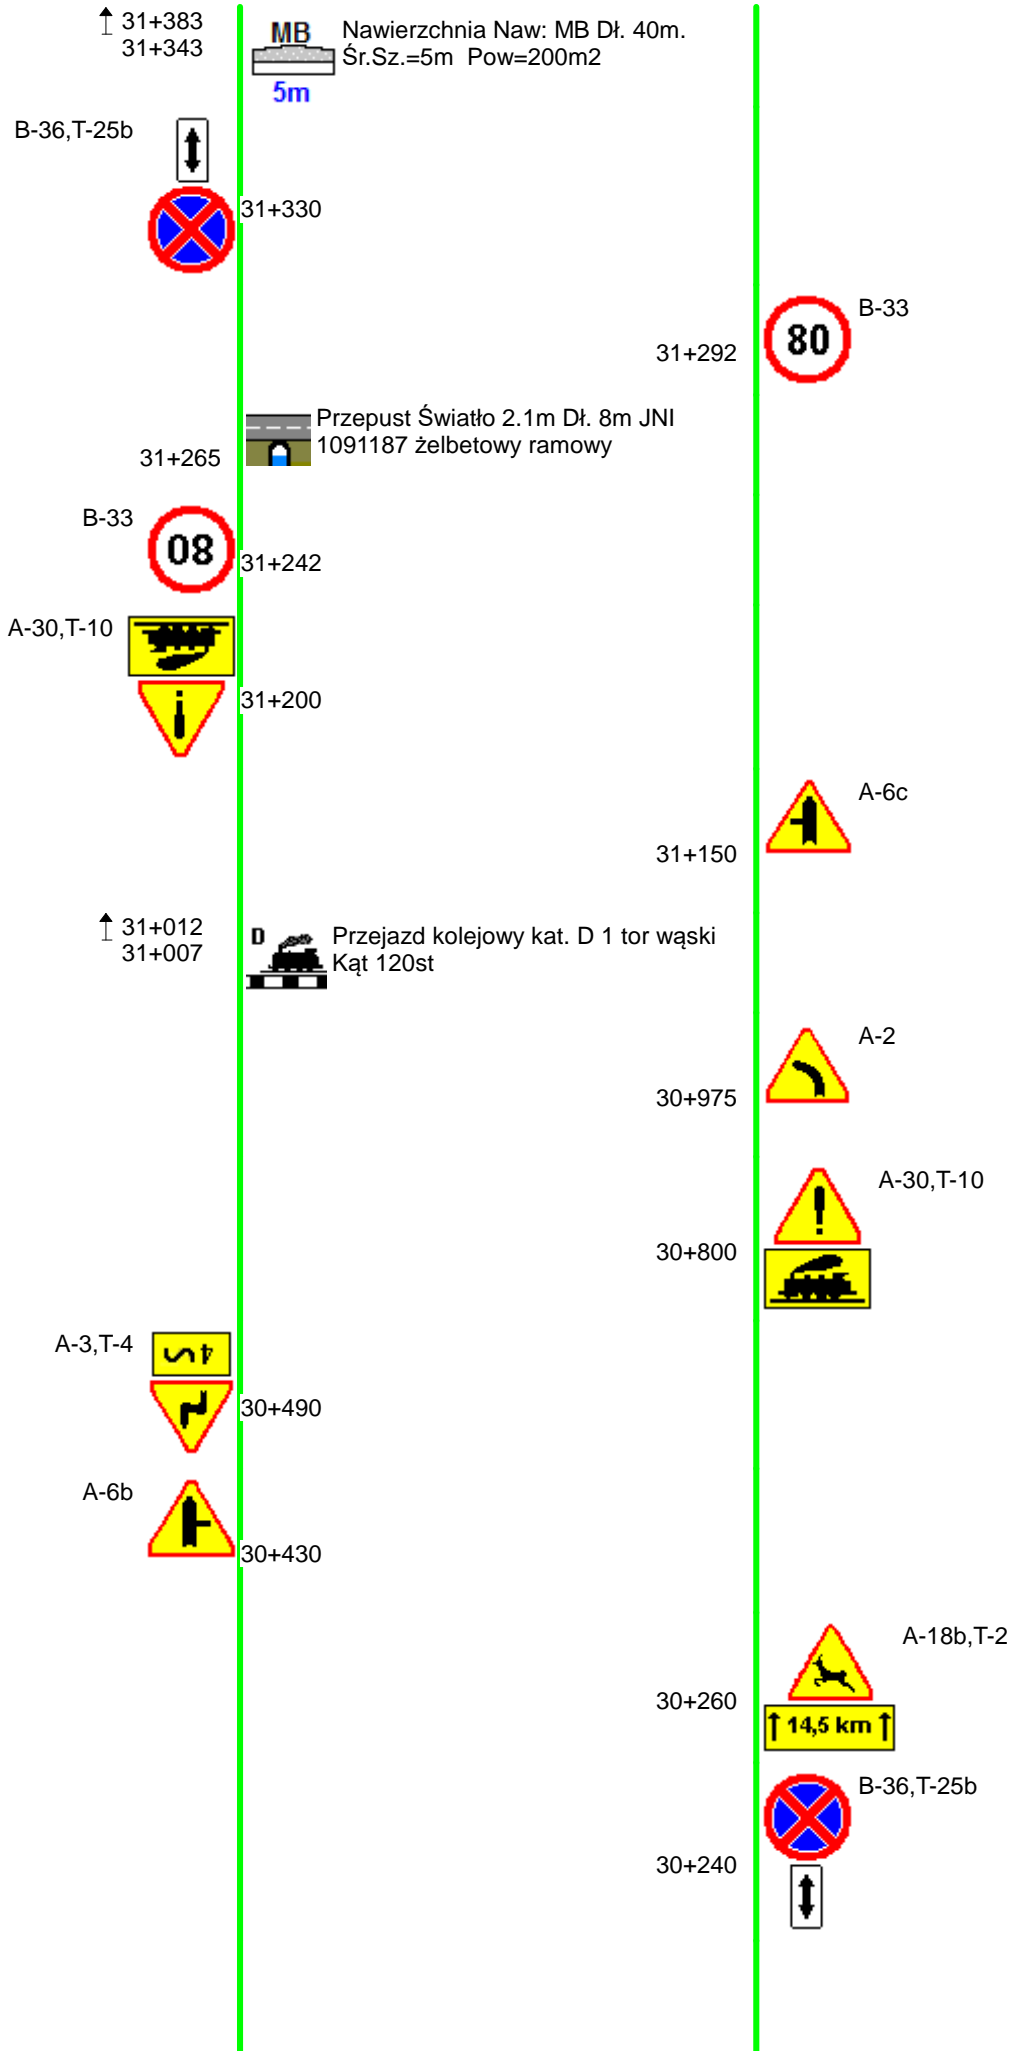 31+383
31+343
MB
5m
Nawierzchnia Naw: MB Dł. 40m.
Śr.Sz.=5m Pow=200m2
B-36,T-25b
31+330
B-33
80
31+292
Przepust Światło 2.1m Dł. 8m JNI
1091187 żelbetowy ramowy
31+265
B-33
80
31+242
A-30,T-10
31+200
A-6c
31+150
31+012
31+007
D
Przejazd kolejowy kat. D 1 tor wąski
Kąt 120st
A-2
30+975
A-30,T-10
30+800
A-3,T-4
4
30+490
A-6b
30+430
A-18b,T-2
30+260
14,5 km
B-36,T-25b
30+240